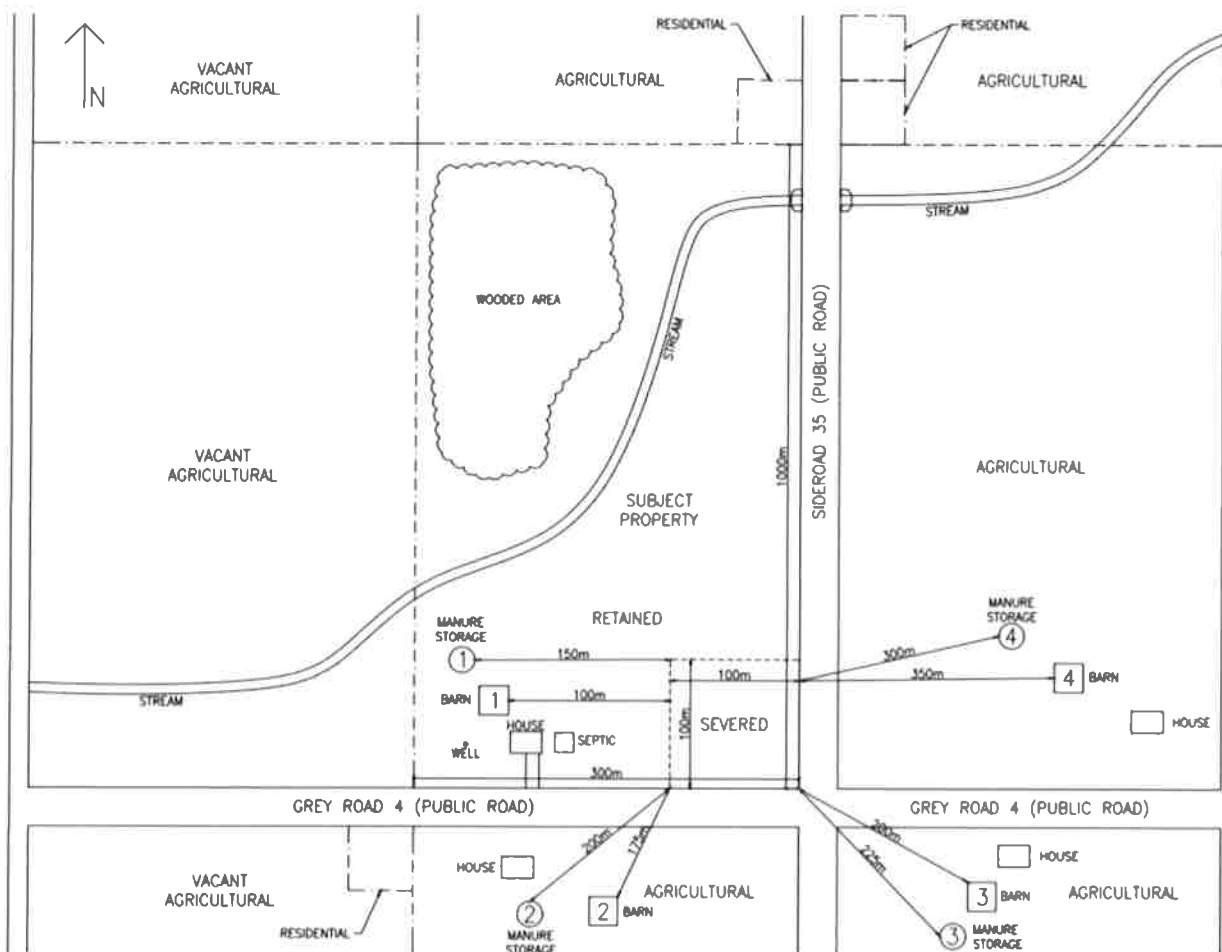 RESIDENTIAL
RESIDENTIAL
N
VACANT
AGRICULTURAL
AGRICULTURAL
AGRICULTURAL
STREAM
WOODED AREA
STREAM
SIDEROAD 35 (PUBLIC ROAD)
1000m
VACANT
AGRICULTURAL
AGRICULTURAL
SUBJECT
PROPERTY
RETAINED
MANURE
STORAGE
1
150m
MANURE
STORAGE
4
300m
100m
350m
4
BARN
BARN
1
100m
100m
SEVERED
STREAM
HOUSE
SEPTIC
WELL
HOUSE
300m
GREY ROAD 4 (PUBLIC ROAD)
GREY ROAD 4 (PUBLIC ROAD)
200m
175m
200m
225m
HOUSE
HOUSE
VACANT
AGRICULTURAL
AGRICULTURAL
AGRICULTURAL
2
2
BARN
3
BARN
RESIDENTIAL
MANURE
STORAGE
3
MANURE
STORAGE